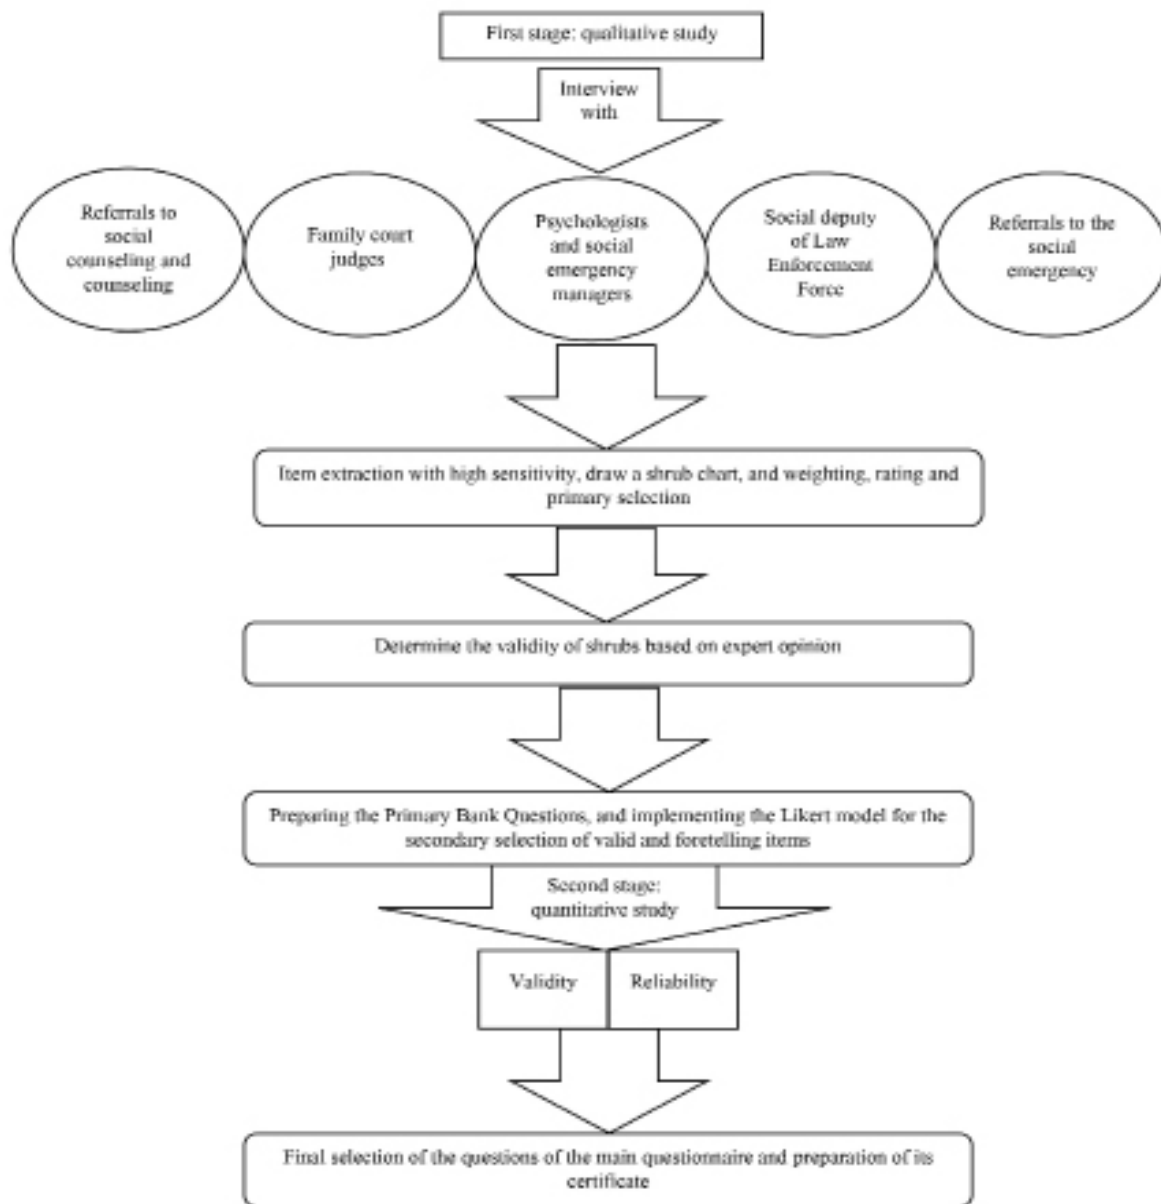 First stage: qualitative study
Interview
with
Referrals to
social
counseling and
counseling
Family court
judges
Psychologists
and social
emergency
managers
Social deputy
of Law
Enforcement
Force
Referrals to the
social
emergency
Item extraction with high sensitivity, draw a shrub chart, and weighting, rating and
primary selection
Determine the validity of shrubs based on expert opinion
Preparing the Primary Bank Questions, and implementing the Likert model for the
secondary selection of valid and foretelling items
Second stage:
quantitative study
Validity
Reliability
Final selection of the questions of the main questionnaire and preparation of its
certificate